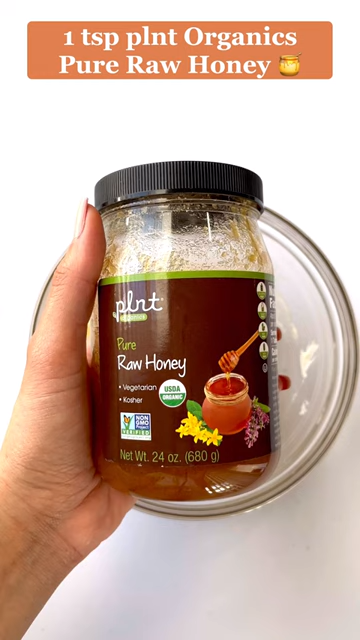 1 tsp plnt Organics
Pure Raw Honey 🍯
plnt
Pure
Raw Honey
• Vegetarian
• Kosher
USDA
ORGANIC
NON
GMO
Project
VERIFIED
Net Wt. 24 oz. (680 g)